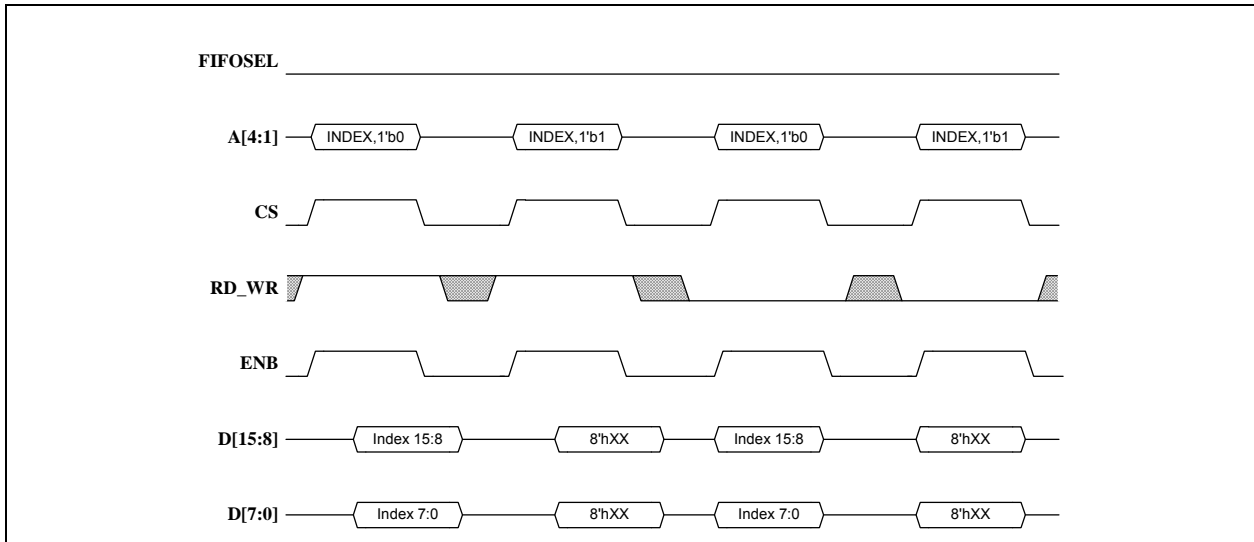 FIFOSEL
A[4:1] INDEX,1'b0 INDEX,1'b1 INDEX,1'b0 INDEX,1'b1
CS
RD_WR
ENB
D[15:8] Index 15:8 8'hXX Index 15:8 8'hXX
D[7:0] Index 7:0 8'hXX Index 7:0 8'hXX